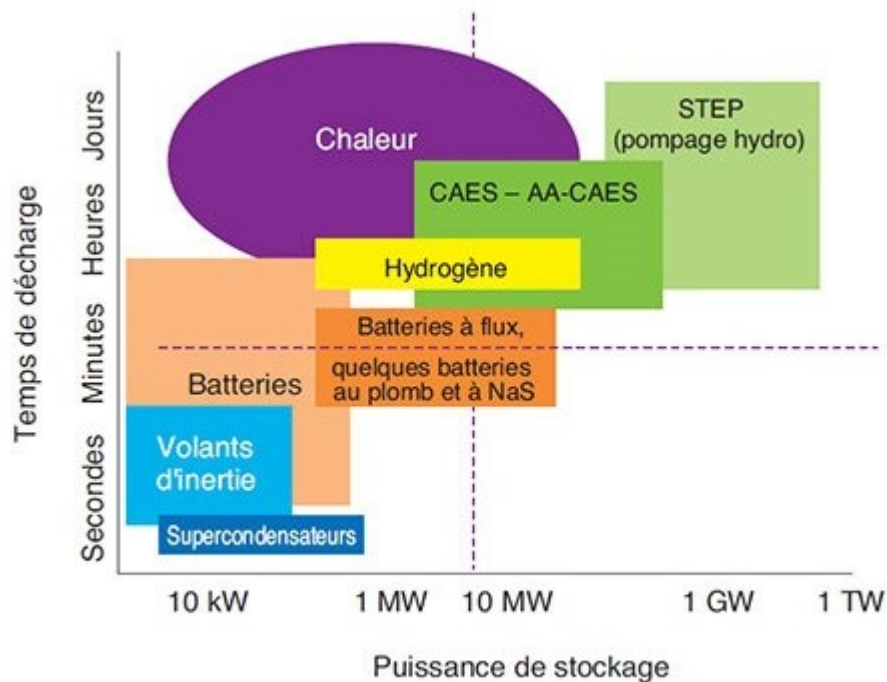 Temps de décharge
Jours
Heures
Minutes
Secondes
Chaleur
STEP
(pompage hydro)
CAES – AA-CAES
Hydrogène
Batteries à flux,
quelques batteries
au plomb et à NaS
Batteries
Volants
d'inertie
Supercondensateurs
10 kW
1 MW
10 MW
1 GW
1 TW
Puissance de stockage